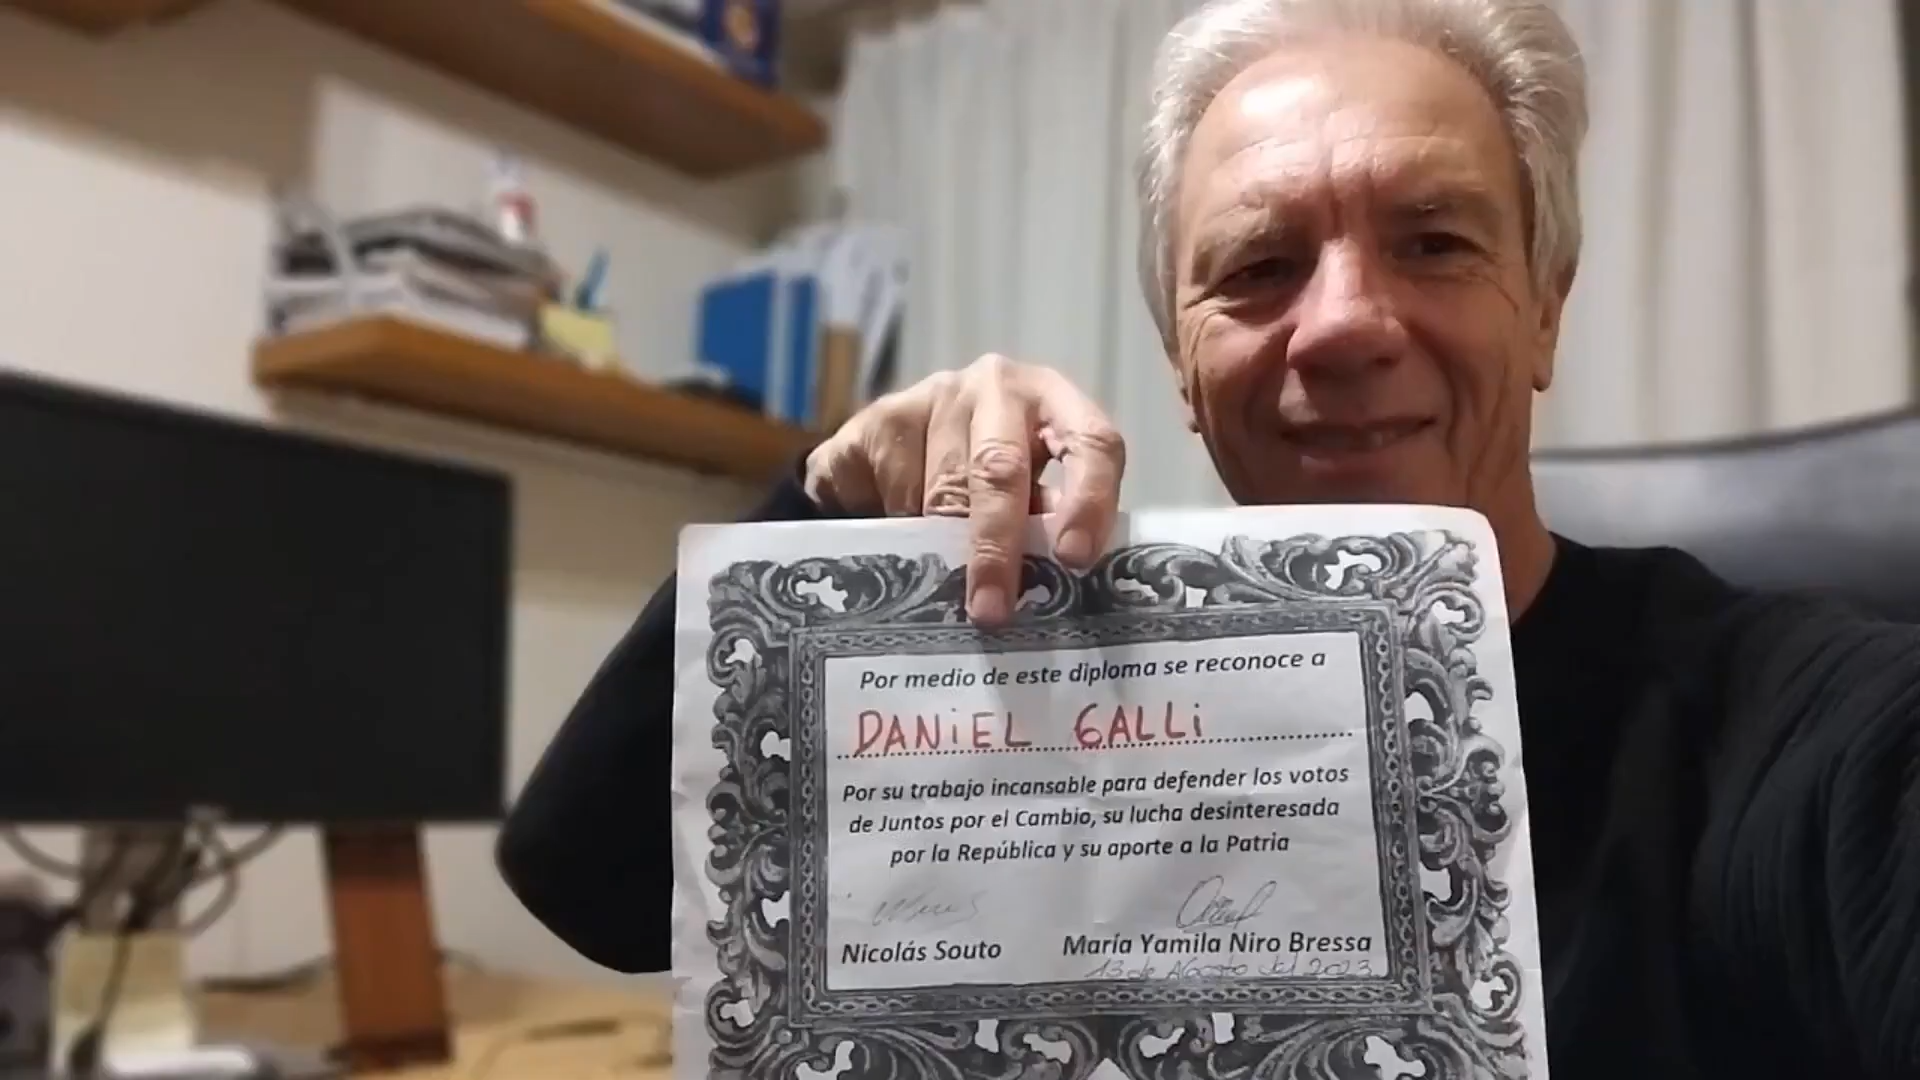 Por medio de este diploma se reconoce a
DANiEL GALLi
Por su trabajo incansable para defender los votos
de Juntos por el Cambio, su lucha desinteresada
por la República y su aporte a la Patria
Nicolás Souto
María Yamila Niro Bressa
13 de Agosto del 2023